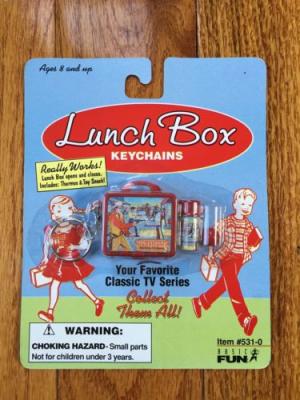 Ages 8 and up
Lunch Box
KEYCHAINS
Really Works!
Lunch Box opens and closes.
Includes: Thermos & Toy Snack!
Your Favorite
Classic TV Series
Collect
Them All!
WARNING:
CHOKING HAZARD- Small parts
Not for children under 3 years.
Item #531-0
BASIC
FUN